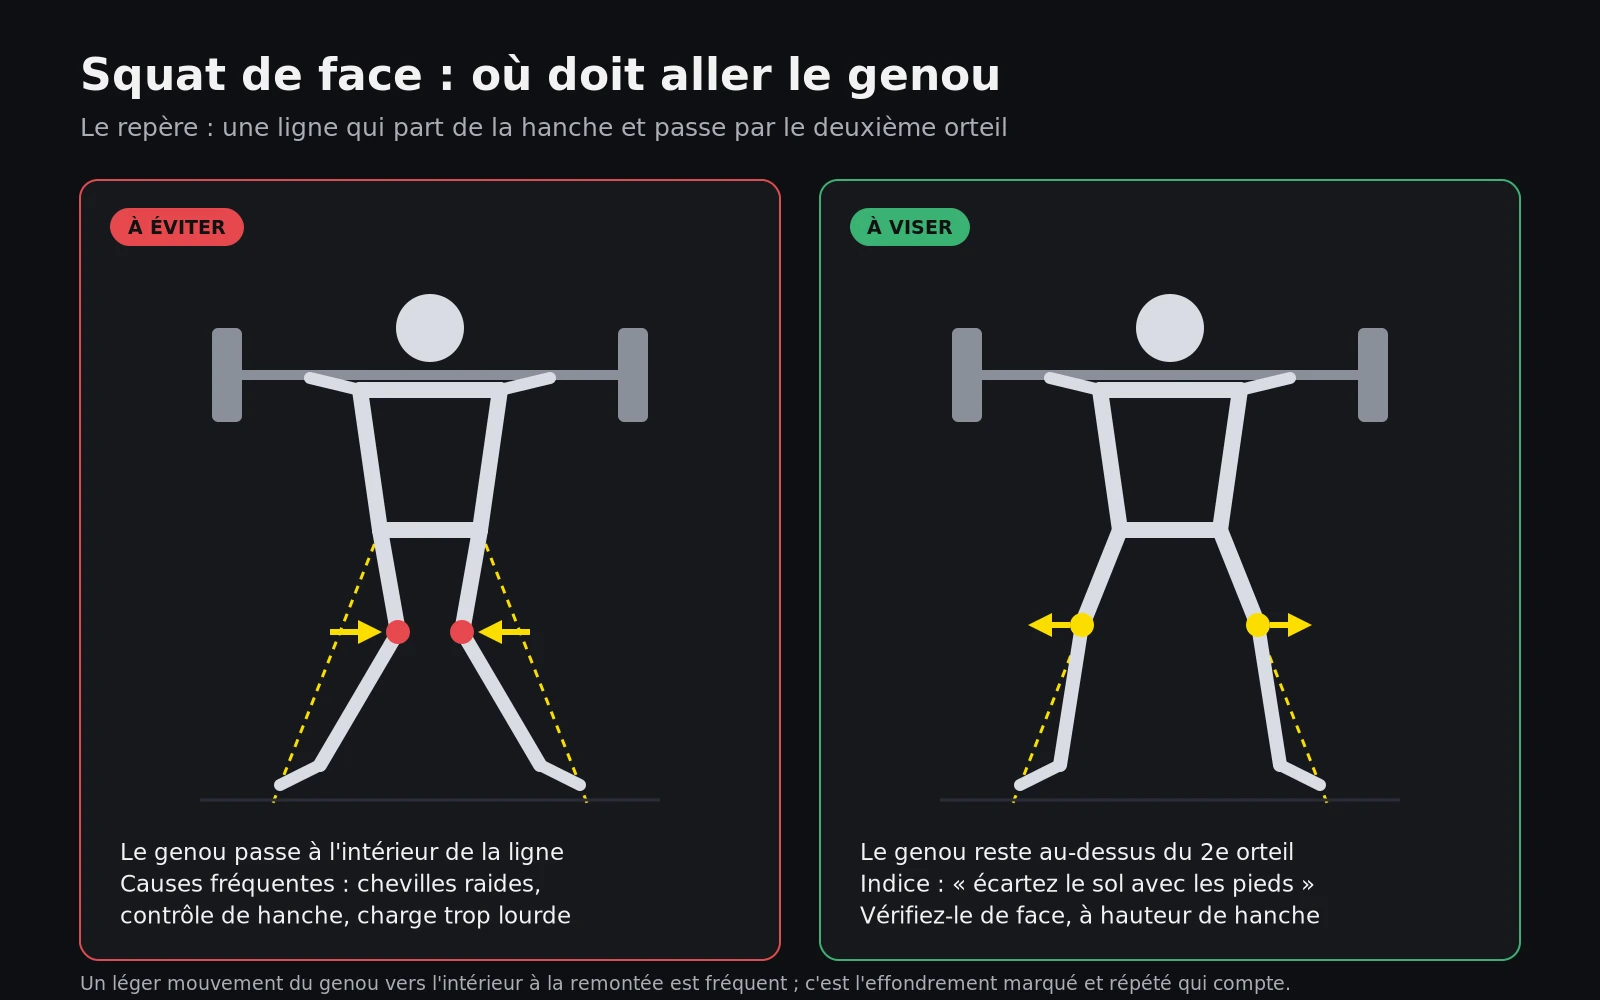 Squat de face : où doit aller le genou
Le repère : une ligne qui part de la hanche et passe par le deuxième orteil
À ÉVITER
Le genou passe à l'intérieur de la ligne
Causes fréquentes : chevilles raides,
contrôle de hanche, charge trop lourde
À VISER
Le genou reste au-dessus du 2e orteil
Indice : « écartez le sol avec les pieds »
Vérifiez-le de face, à hauteur de hanche
Un léger mouvement du genou vers l'intérieur à la remontée est fréquent ; c'est l'effondrement marqué et répété qui compte.